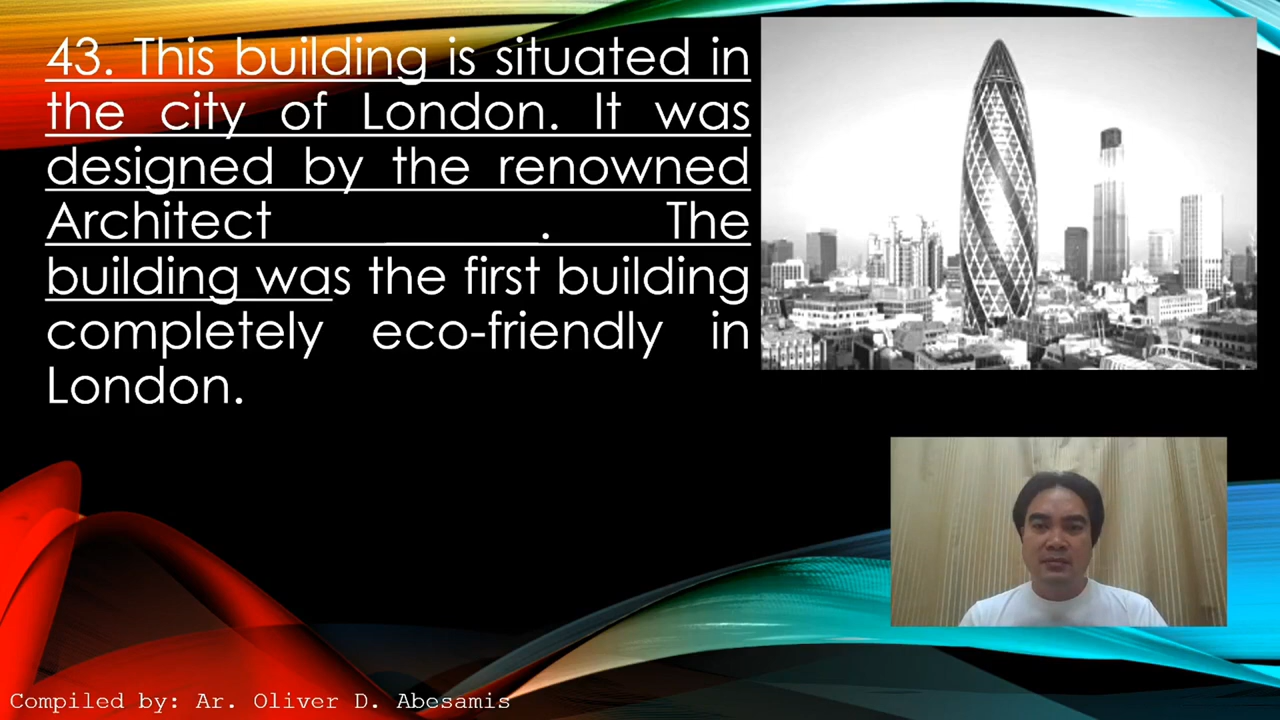 43. This building is situated in
the city of London. It was
designed by the renowned
Architect ________. The
building was the first building
completely eco-friendly in
London.
Compiled by: Ar. Oliver D. Abesamis